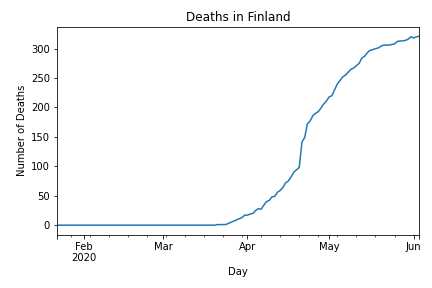 Deaths in Finland
Number of Deaths
300
250
200
150
100
50
0
Feb
2020
Mar
Apr
May
Jun
Day